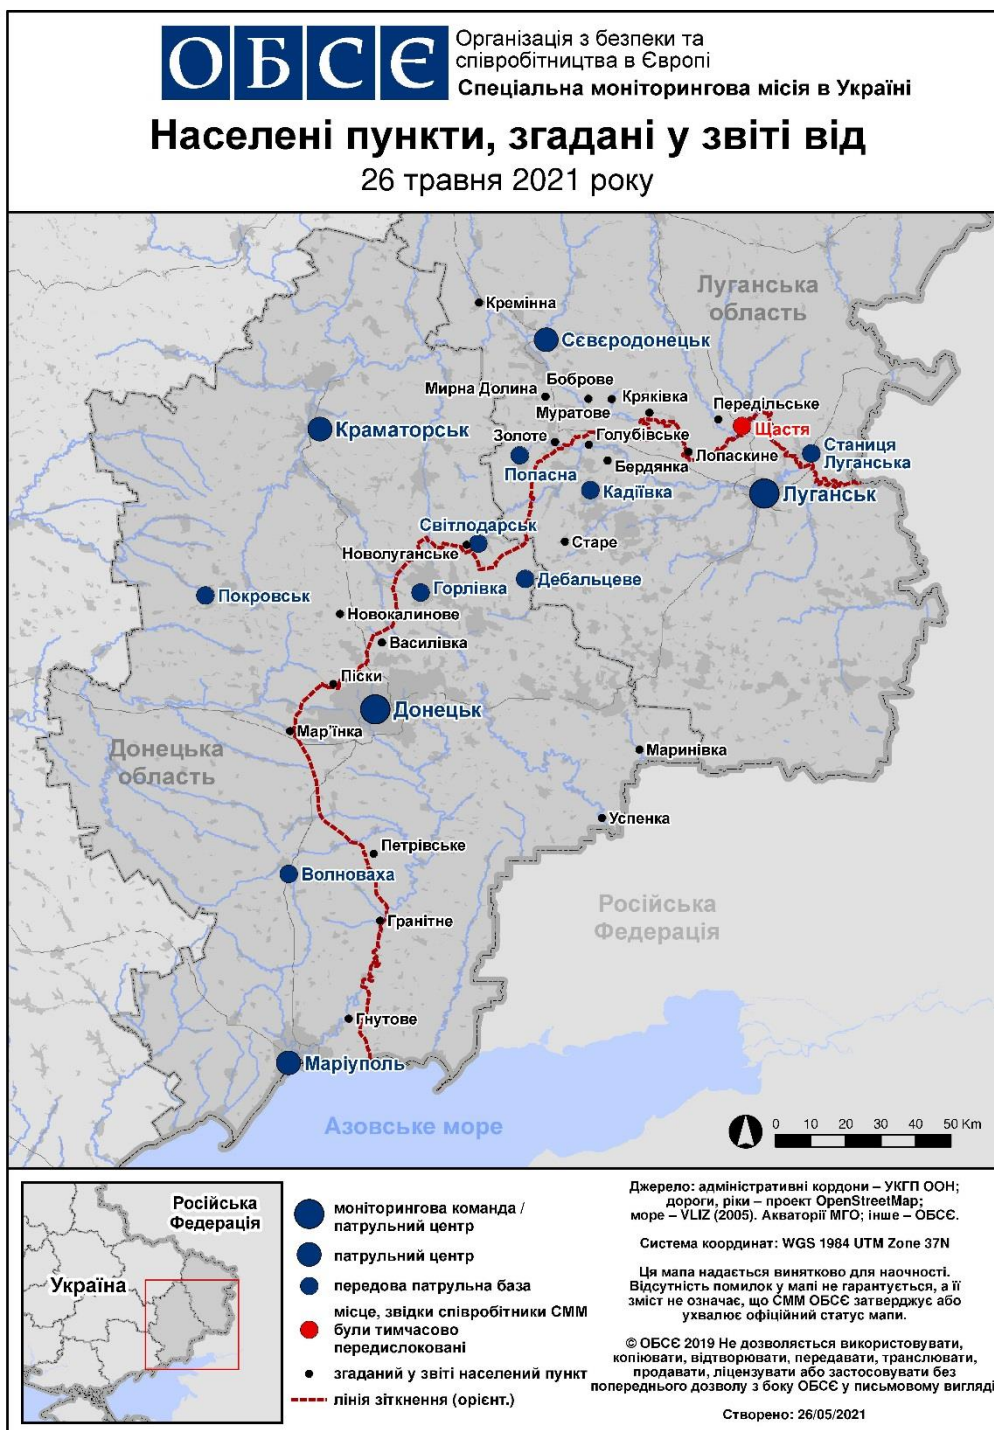 ОБСЄ
Організація з безпеки та
співробітництва в Європі
Спеціальна моніторингова місія в Україні
Населені пункти, згадані у звіті від
26 травня 2021 року
Луганська
область
Кремінна
Сєвєродонецьк
Боброве
Мирна Долина
Кряківка
Передільське
Муратове
Щастя
Краматорськ
Золоте
Голубівське
Станиця
Луганська
Лопаскине
Попасна
Бердянка
Кадіївка
Луганськ
Світлодарськ
Новолуганське
Старе
Дебальцеве
Горлівка
Покровськ
Новокалинове
Василівка
Піски
Донецьк
Мар'їнка
Донецька
область
Маринівка
Успенка
Петрівське
Волноваха
Гранітне
Російська
Федерація
Гнутове
Маріуполь
Азовське море
0 10 20 30 40 50 Km
Російська
Федерація
Україна
моніторингова команда /
патрульний центр
патрульний центр
передова патрульна база
місце, звідки співробітники СММ
були тимчасово
передислоковані
згаданий у звіті населений пункт
лінія зіткнення (орієнт.)
Джерело: адміністративні кордони – УКГП ООН;
дороги, ріки – проект OpenStreetMap;
море – VLIZ (2005). Акваторії МГО; інше – ОБСЄ.
Система координат: WGS 1984 UTM Zone 37N
Ця мапа надається винятково для наочності.
Відсутність помилок у мапі не гарантується, а її
зміст не означає, що СММ ОБСЄ затверджує або
ухвалює офіційний статус мапи.
© ОБСЄ 2019 Не дозволяється використовувати,
копіювати, відтворювати, передавати, транслювати,
продавати, ліцензувати або застосовувати без
попереднього дозволу з боку ОБСЄ у письмовому вигляді
Створено: 26/05/2021